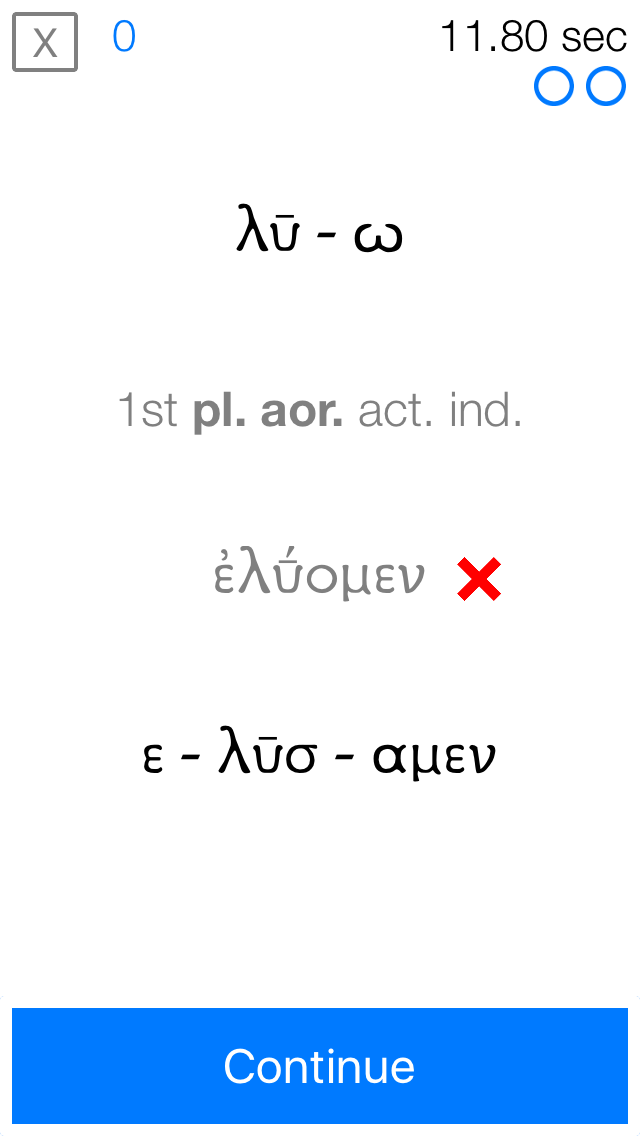 X 0 11.80 sec
λῡ - ω
1st pl. aor. act. ind.
ἐλῡ́ομεν
ε - λῡσ - αμεν
Continue